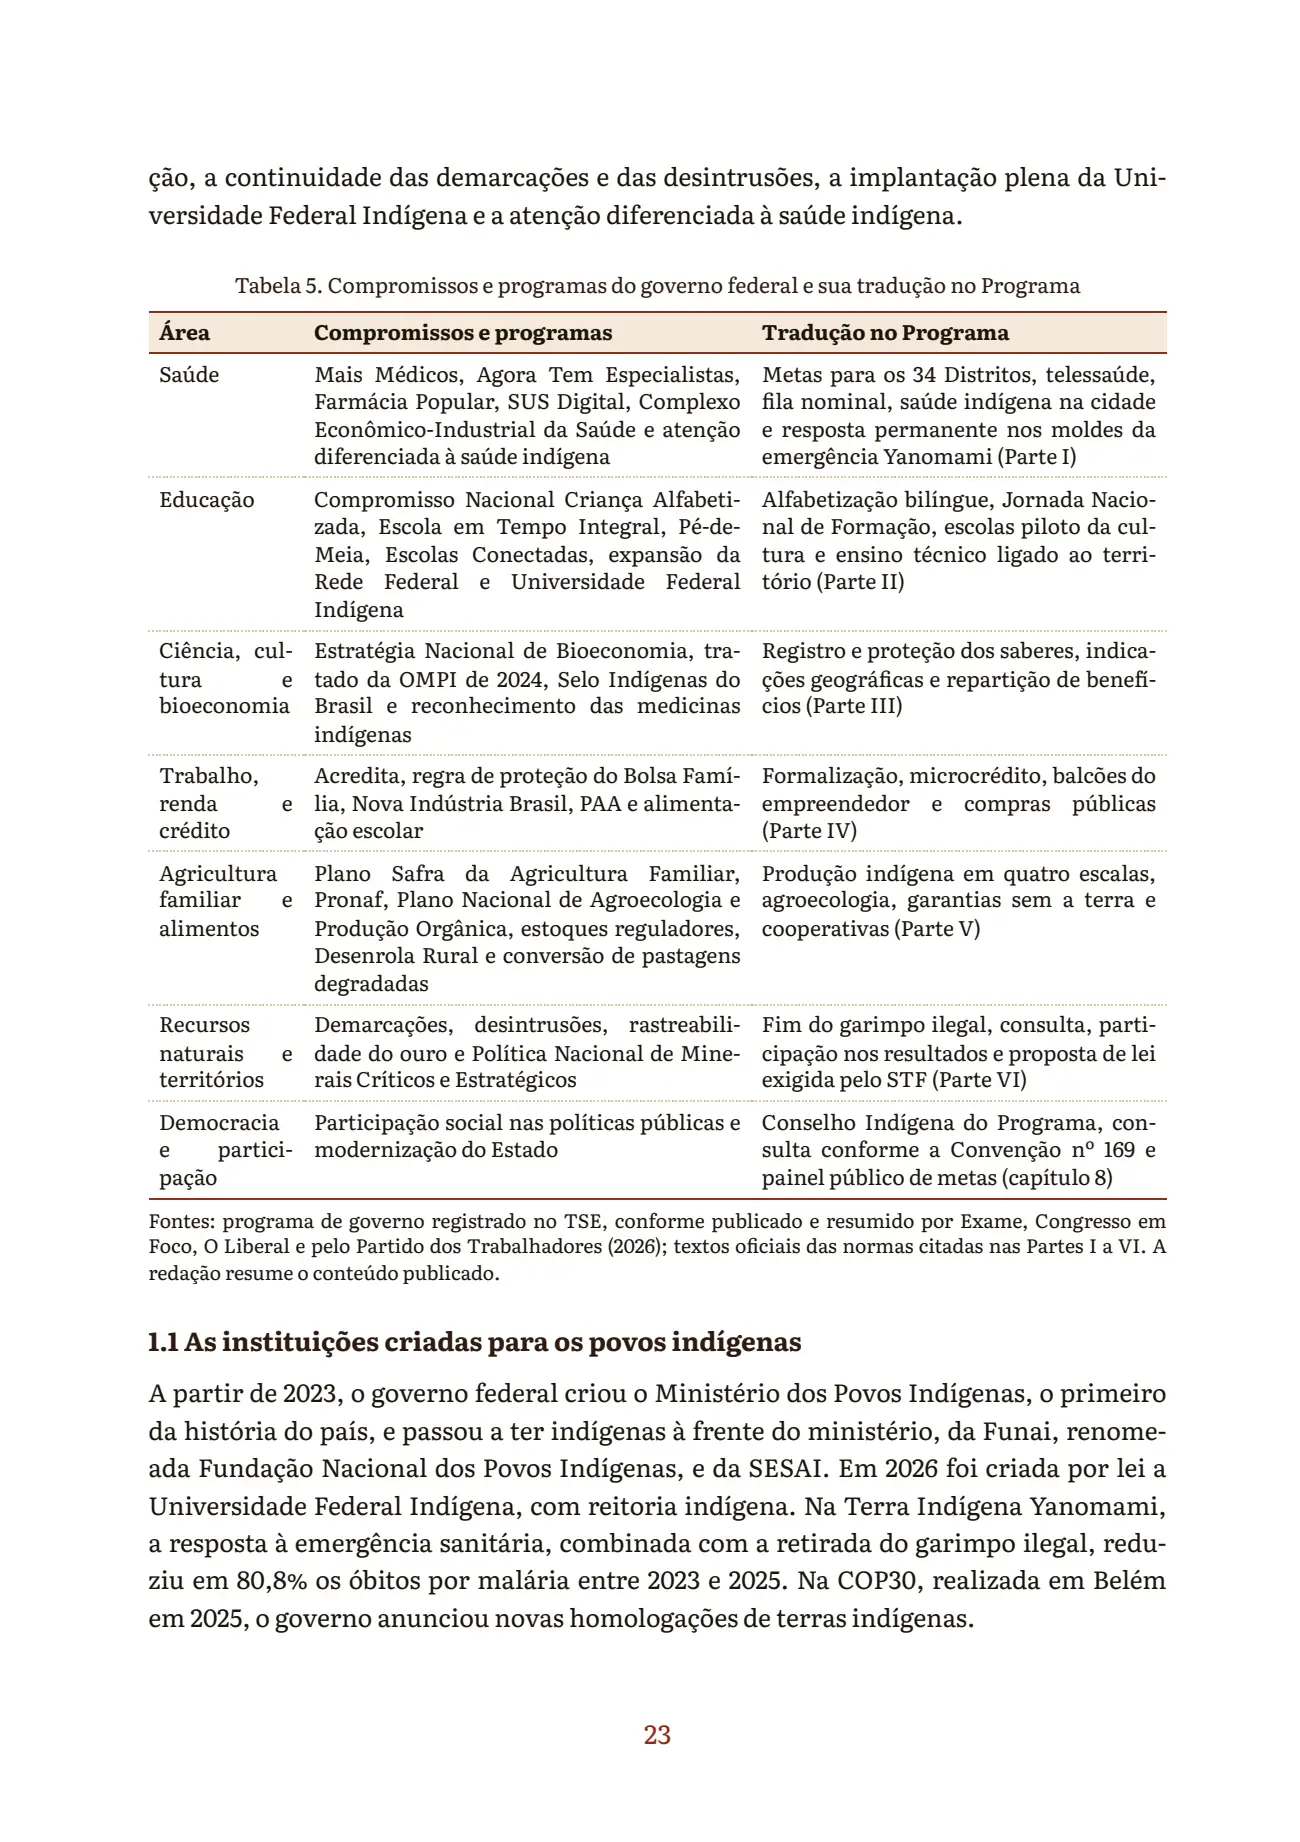 ção, a continuidade das demarcações e das desintrusões, a implantação plena da Uni-
versidade Federal Indígena e a atenção diferenciada à saúde indígena.
Tabela 5. Compromissos e programas do governo federal e sua tradução no Programa
Área Compromissos e programas Tradução no Programa
Saúde Mais Médicos, Agora Tem Especialistas, Metas para os 34 Distritos, telessaúde,
Farmácia Popular, SUS Digital, Complexo fila nominal, saúde indígena na cidade
Econômico-Industrial da Saúde e atenção e resposta permanente nos moldes da
diferenciada à saúde indígena emergência Yanomami (Parte I)
Educação Compromisso Nacional Criança Alfabeti- Alfabetização bilíngue, Jornada Nacio-
zada, Escola em Tempo Integral, Pé-de- nal de Formação, escolas piloto da cul-
Meia, Escolas Conectadas, expansão da tura e ensino técnico ligado ao terri-
Rede Federal e Universidade Federal tório (Parte II)
Indígena
Ciência, cul- Estratégia Nacional de Bioeconomia, tra- Registro e proteção dos saberes, indica-
tura e tado da OMPI de 2024, Selo Indígenas do ções geográficas e repartição de benefí-
bioeconomia Brasil e reconhecimento das medicinas cios (Parte III)
indígenas
Trabalho, Acredita, regra de proteção do Bolsa Famí- Formalização, microcrédito, balcões do
renda e lia, Nova Indústria Brasil, PAA e alimenta- empreendedor e compras públicas
crédito ção escolar (Parte IV)
Agricultura Plano Safra da Agricultura Familiar, Produção indígena em quatro escalas,
familiar e Pronaf, Plano Nacional de Agroecologia e agroecologia, garantias sem a terra e
alimentos Produção Orgânica, estoques reguladores, cooperativas (Parte V)
Desenrola Rural e conversão de pastagens
degradadas
Recursos Demarcações, desintrusões, rastreabili- Fim do garimpo ilegal, consulta, parti-
naturais e dade do ouro e Política Nacional de Mine- cipação nos resultados e proposta de lei
territórios rais Críticos e Estratégicos exigida pelo STF (Parte VI)
Democracia Participação social nas políticas públicas e Conselho Indígena do Programa, con-
e partici- modernização do Estado sulta conforme a Convenção nº 169 e
pação painel público de metas (capítulo 8)
Fontes: programa de governo registrado no TSE, conforme publicado e resumido por Exame, Congresso em
Foco, O Liberal e pelo Partido dos Trabalhadores (2026); textos oficiais das normas citadas nas Partes I a VI. A
redação resume o conteúdo publicado.
1.1 As instituições criadas para os povos indígenas
A partir de 2023, o governo federal criou o Ministério dos Povos Indígenas, o primeiro
da história do país, e passou a ter indígenas à frente do ministério, da Funai, renome-
ada Fundação Nacional dos Povos Indígenas, e da SESAI. Em 2026 foi criada por lei a
Universidade Federal Indígena, com reitoria indígena. Na Terra Indígena Yanomami,
a resposta à emergência sanitária, combinada com a retirada do garimpo ilegal, redu-
ziu em 80,8% os óbitos por malária entre 2023 e 2025. Na COP30, realizada em Belém
em 2025, o governo anunciou novas homologações de terras indígenas.
23